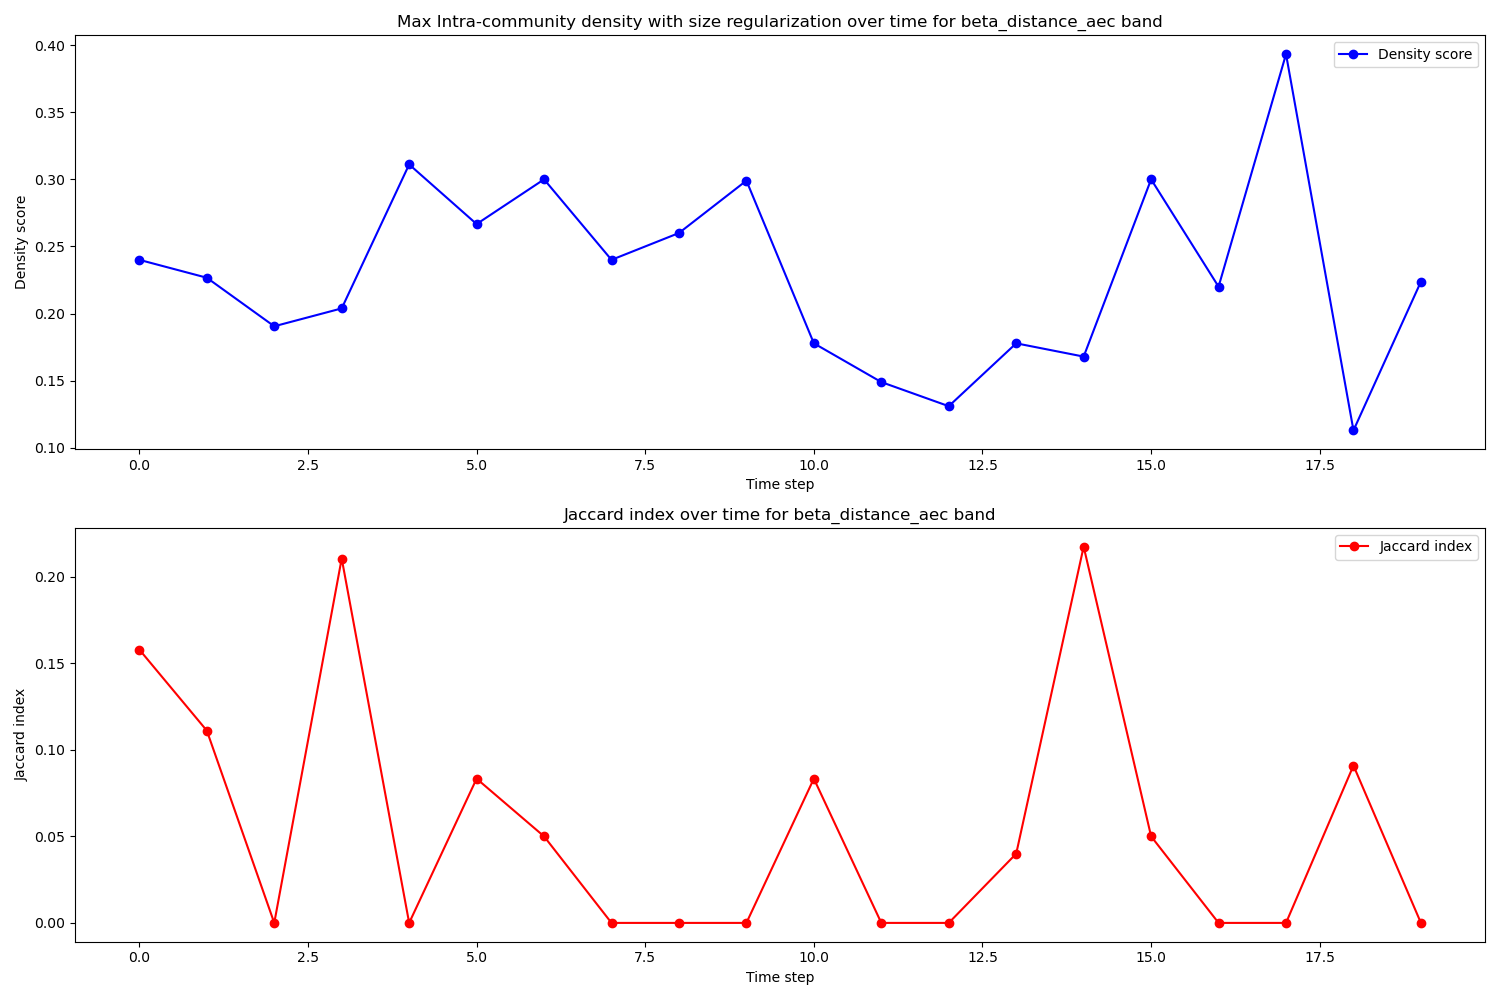 Max Intra-community density with size regularization over time for beta_distance_aec band
Density score
0.40
0.35
0.30
0.25
0.20
0.15
0.10
Density score
0.0 2.5 5.0 7.5 10.0 12.5 15.0 17.5
Time step
Jaccard index over time for beta_distance_aec band
Jaccard index
0.20
0.15
0.10
0.05
0.00
Jaccard index
0.0 2.5 5.0 7.5 10.0 12.5 15.0 17.5
Time step